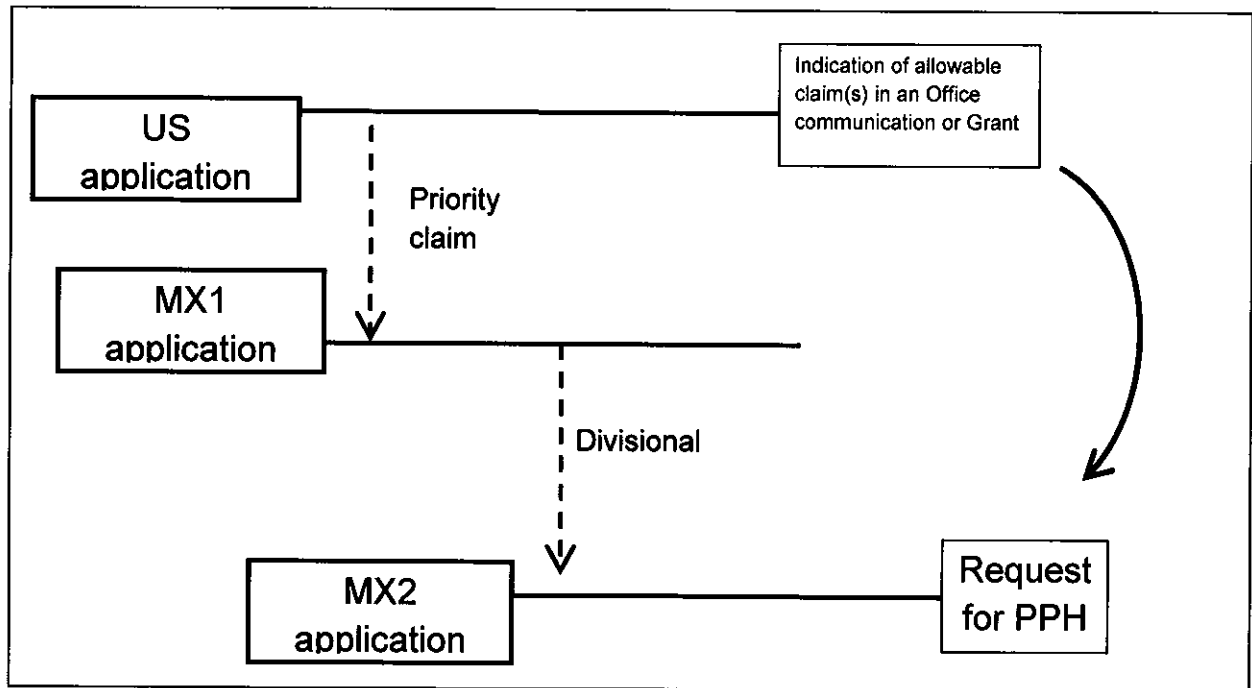 Indication of allowable
claim(s) in an Office
communication or Grant
US
application
Priority
claim
MX1
application
Divisional
MX2
application
Request
for PPH